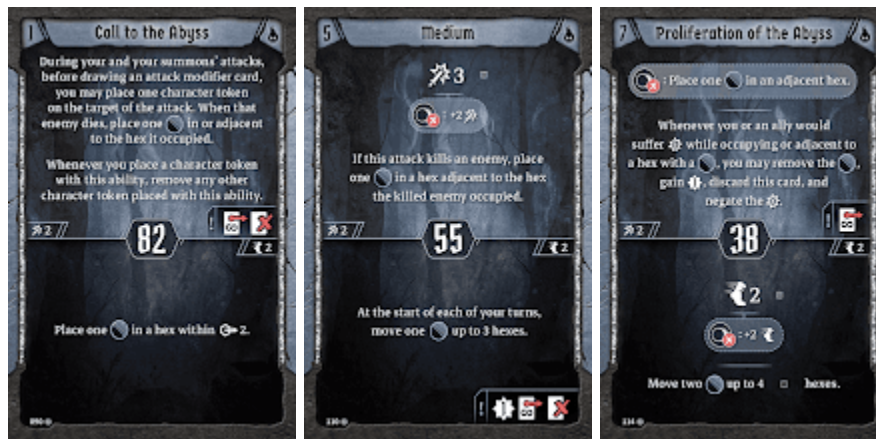 1 Call to the Abyss
During your and your summons' attacks,
before drawing an attack modifier card,
you may place one character token
on the target of the attack. When that
enemy dies, place one in or adjacent
to the hex it occupied.
Whenever you place a character token
with this ability, remove any other
character token placed with this ability.
2
82
2
Place one in a hex within 2.
5 Medium
3
: +2
If this attack kills an enemy, place
one in a hex adjacent to the hex
the killed enemy occupied.
2
55
2
At the start of each of your turns,
move one up to 3 hexes.
7 Proliferation of the Abyss
: Place one in an adjacent hex.
Whenever you or an ally would
suffer while occupying or adjacent to
a hex with a , you may remove the ,
gain , discard this card, and
negate the .
2
38
2
2
: +2
Move two up to 4 hexes.